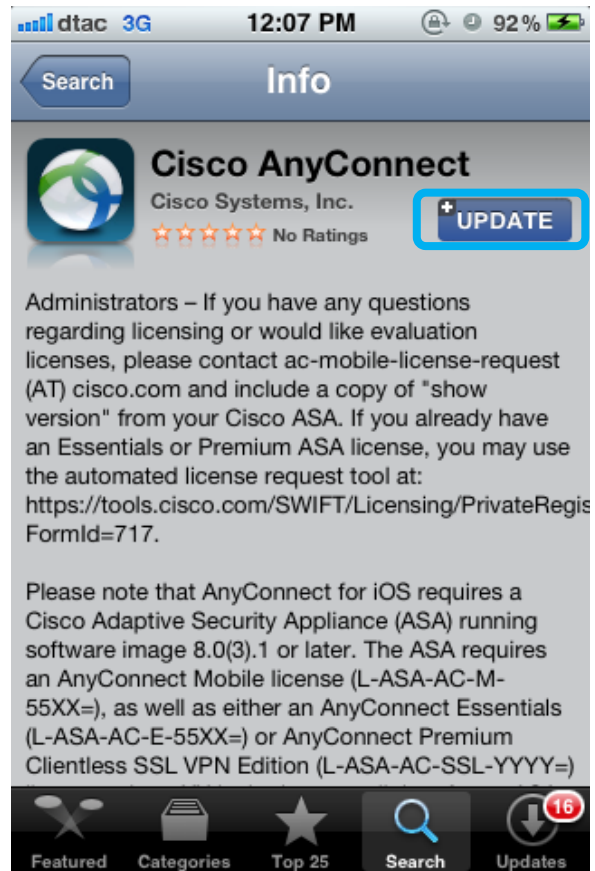 dtac 3G 12:07 PM 92%
Search Info
Cisco AnyConnect
Cisco Systems, Inc.
No Ratings
UPDATE
Administrators – If you have any questions
regarding licensing or would like evaluation
licenses, please contact ac-mobile-license-request
(AT) cisco.com and include a copy of "show
version" from your Cisco ASA. If you already have
an Essentials or Premium ASA license, you may use
the automated license request tool at:
https://tools.cisco.com/SWIFT/Licensing/PrivateRegis
FormId=717.
Please note that AnyConnect for iOS requires a
Cisco Adaptive Security Appliance (ASA) running
software image 8.0(3).1 or later. The ASA requires
an AnyConnect Mobile license (L-ASA-AC-M-
55XX=), as well as either an AnyConnect Essentials
(L-ASA-AC-E-55XX=) or AnyConnect Premium
Clientless SSL VPN Edition (L-ASA-AC-SSL-YYYY=)
16
Featured Categories Top 25 Search Updates